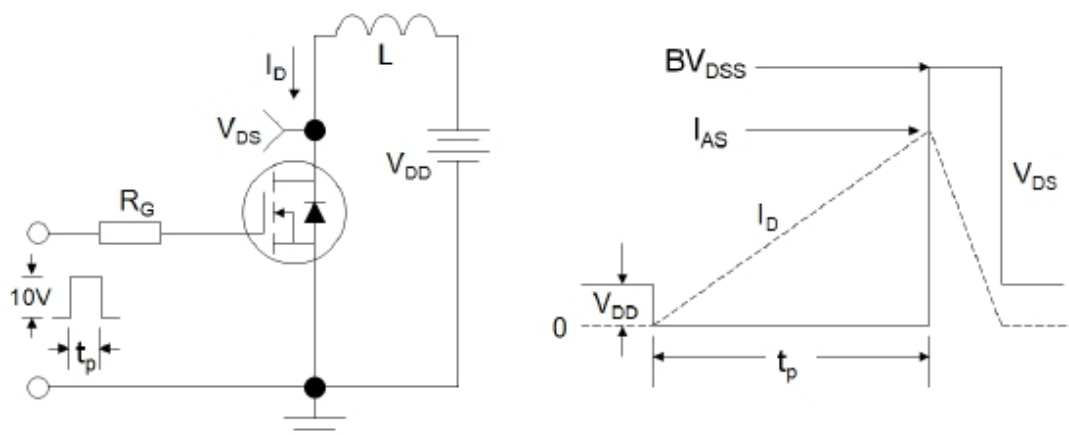 L
I_D
V_DS
V_DD
R_G
10V
t_p
BV_DSS
I_AS
V_DS
I_D
V_DD
0
t_p